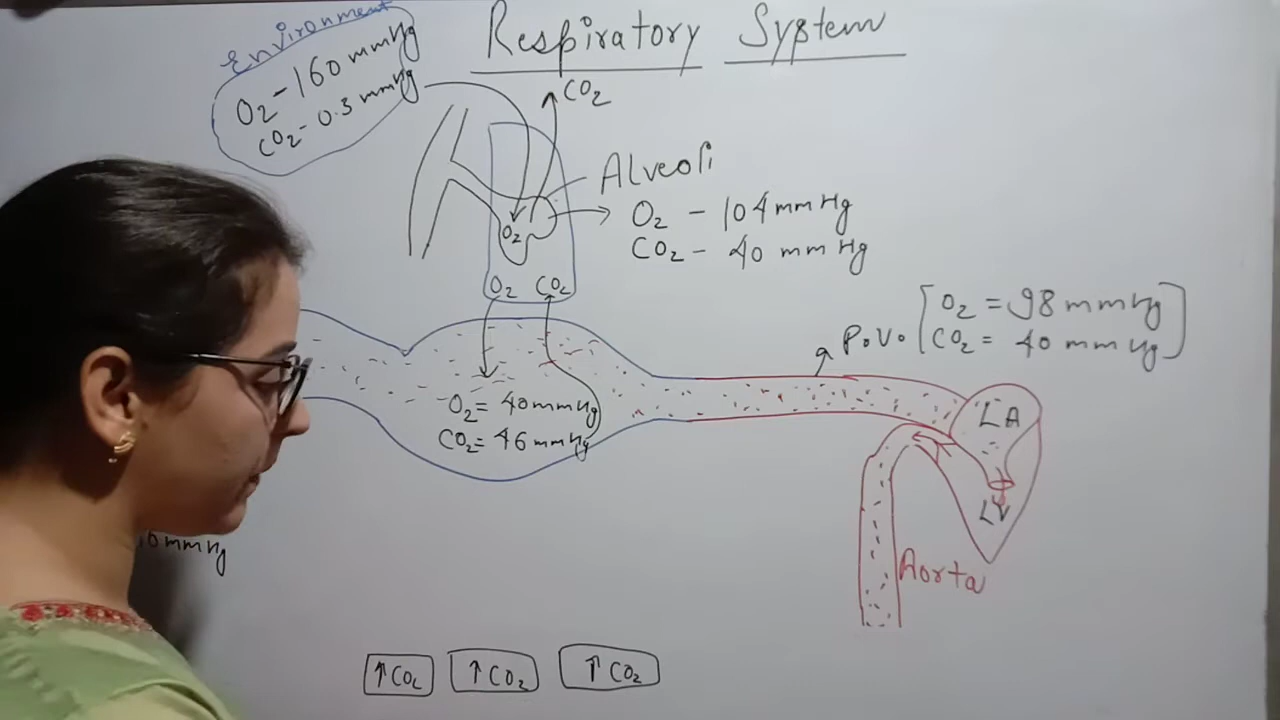 Respiratory System
Environment
O2 - 160 mmHg
CO2 - 0.3 mmHg
CO2
Alveoli
O2 - 104 mmHg
CO2 - 40 mmHg
O2
O2 CO2
P.V. [O2 = 98 mmHg
CO2 = 40 mmHg]
O2 = 40mmHg
CO2 = 46 mmHg
LA
LV
mmHg
Aorta
↑CO2 ↑CO2 ↑CO2